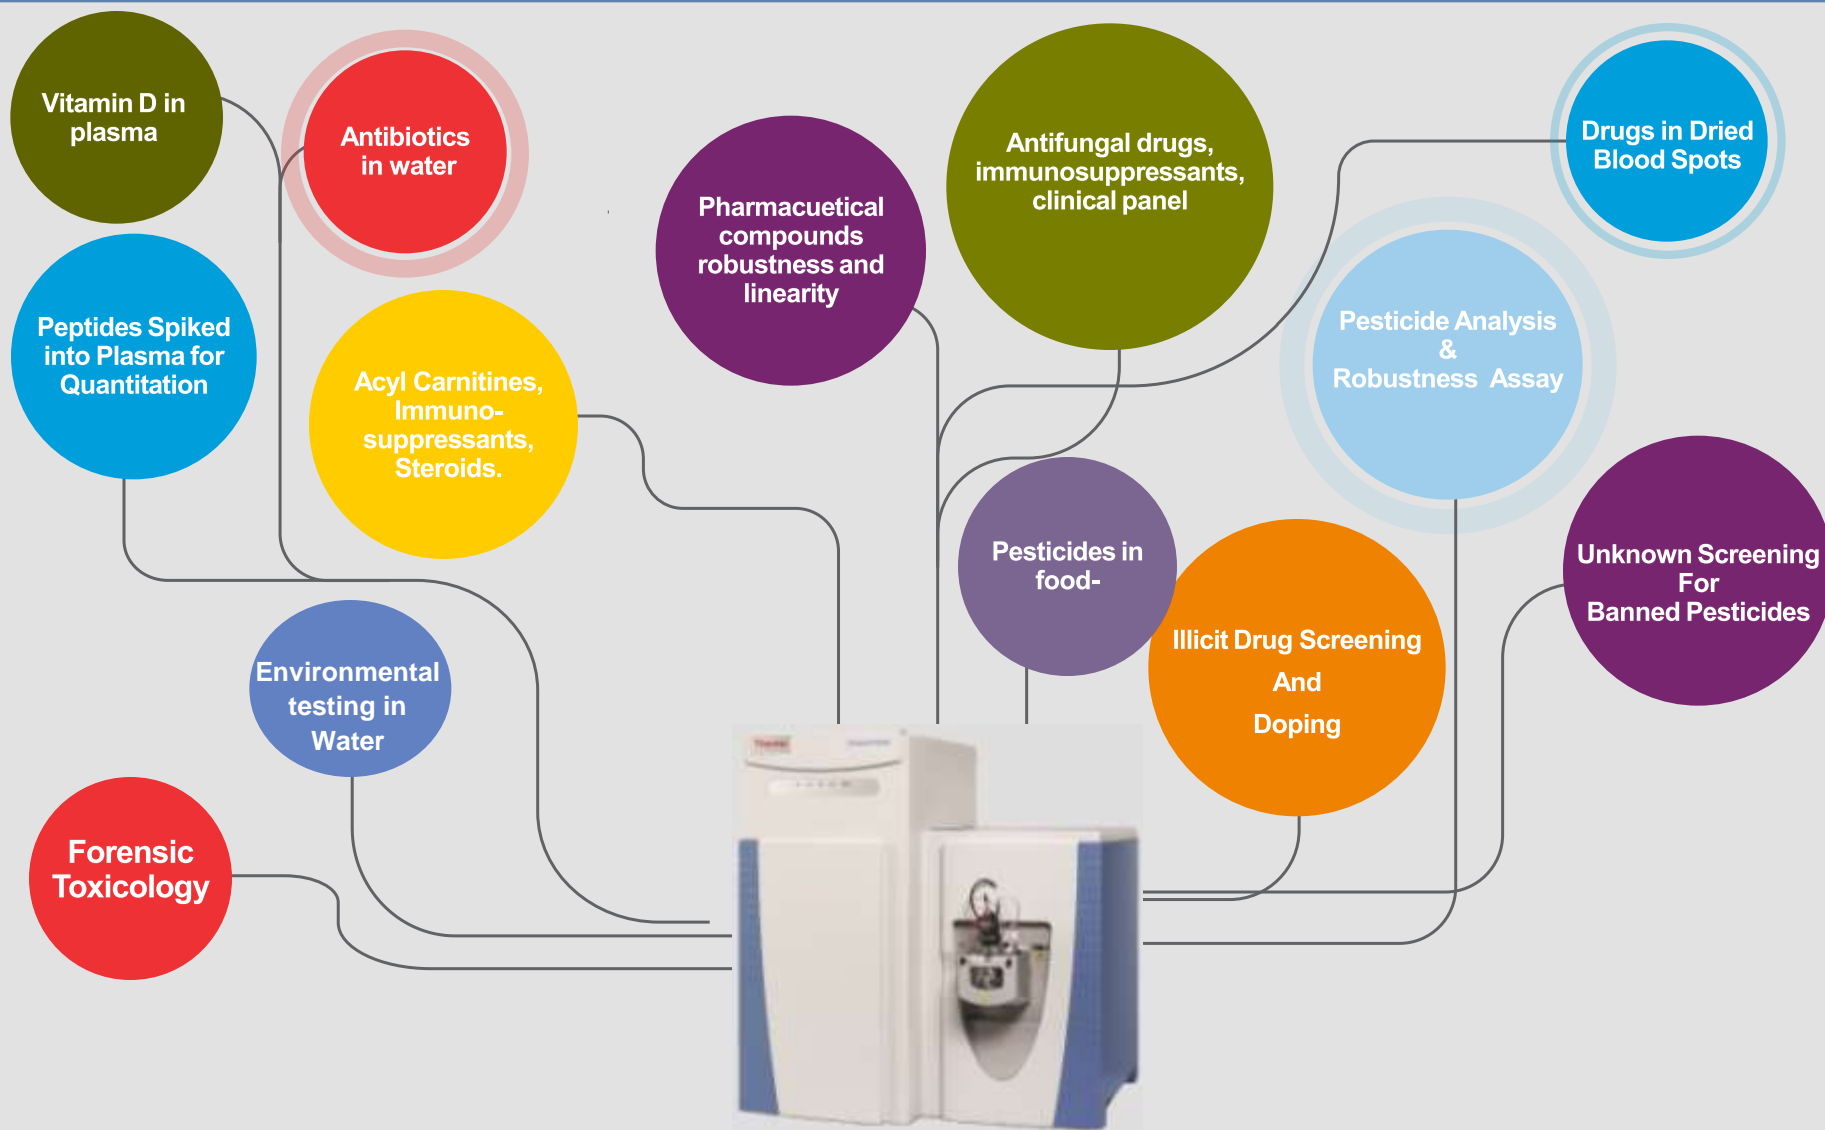 Vitamin D in
plasma
Antibiotics
in water
Antifungal drugs,
immunosuppressants,
clinical panel
Drugs in Dried
Blood Spots
Pharmacuetical
compounds
robustness and
linearity
Peptides Spiked
into Plasma for
Quantitation
Acyl Carnitines,
Immuno-
suppressants,
Steroids.
Pesticide Analysis
&
Robustness Assay
Pesticides in
food-
Unknown Screening
For
Banned Pesticides
Illicit Drug Screening
And
Doping
Environmental
testing in
Water
Forensic
Toxicology